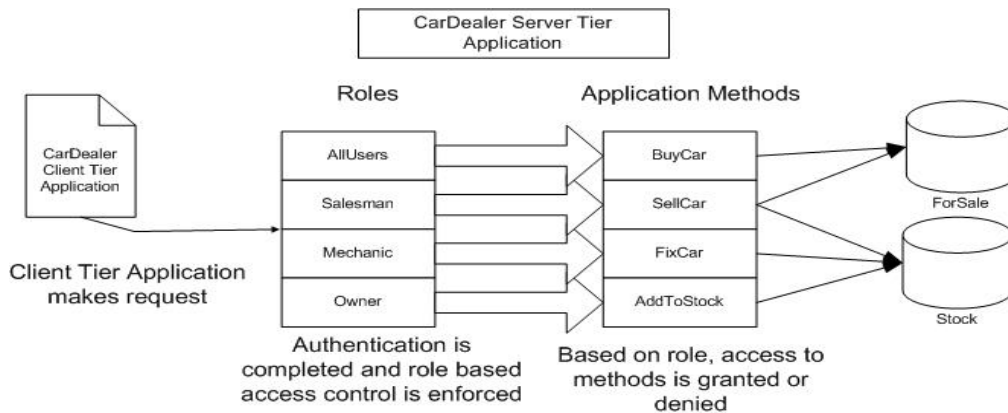 CarDealer Server Tier
Application
Roles
Application Methods
CarDealer
Client Tier
Application
AllUsers
BuyCar
Salesman
SellCar
ForSale
Mechanic
FixCar
Owner
AddToStock
Stock
Client Tier Application
makes request
Authentication is
completed and role based
access control is enforced
Based on role, access to
methods is granted or
denied